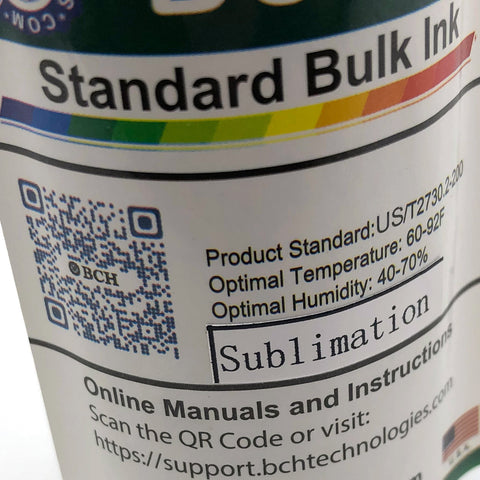 Standard Bulk Ink
BCH
Product Standard:US/T2730.2-200
Optimal Temperature: 60-92F
Optimal Humidity: 40-70%
Sublimation
Online Manuals and Instructions
Scan the QR Code or visit:
https://support.bchtechnologies.com
U.S.A.